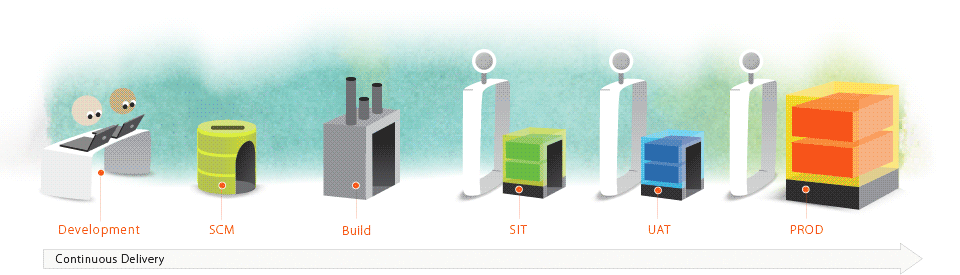 Development
SCM
Build
SIT
UAT
PROD
Continuous Delivery